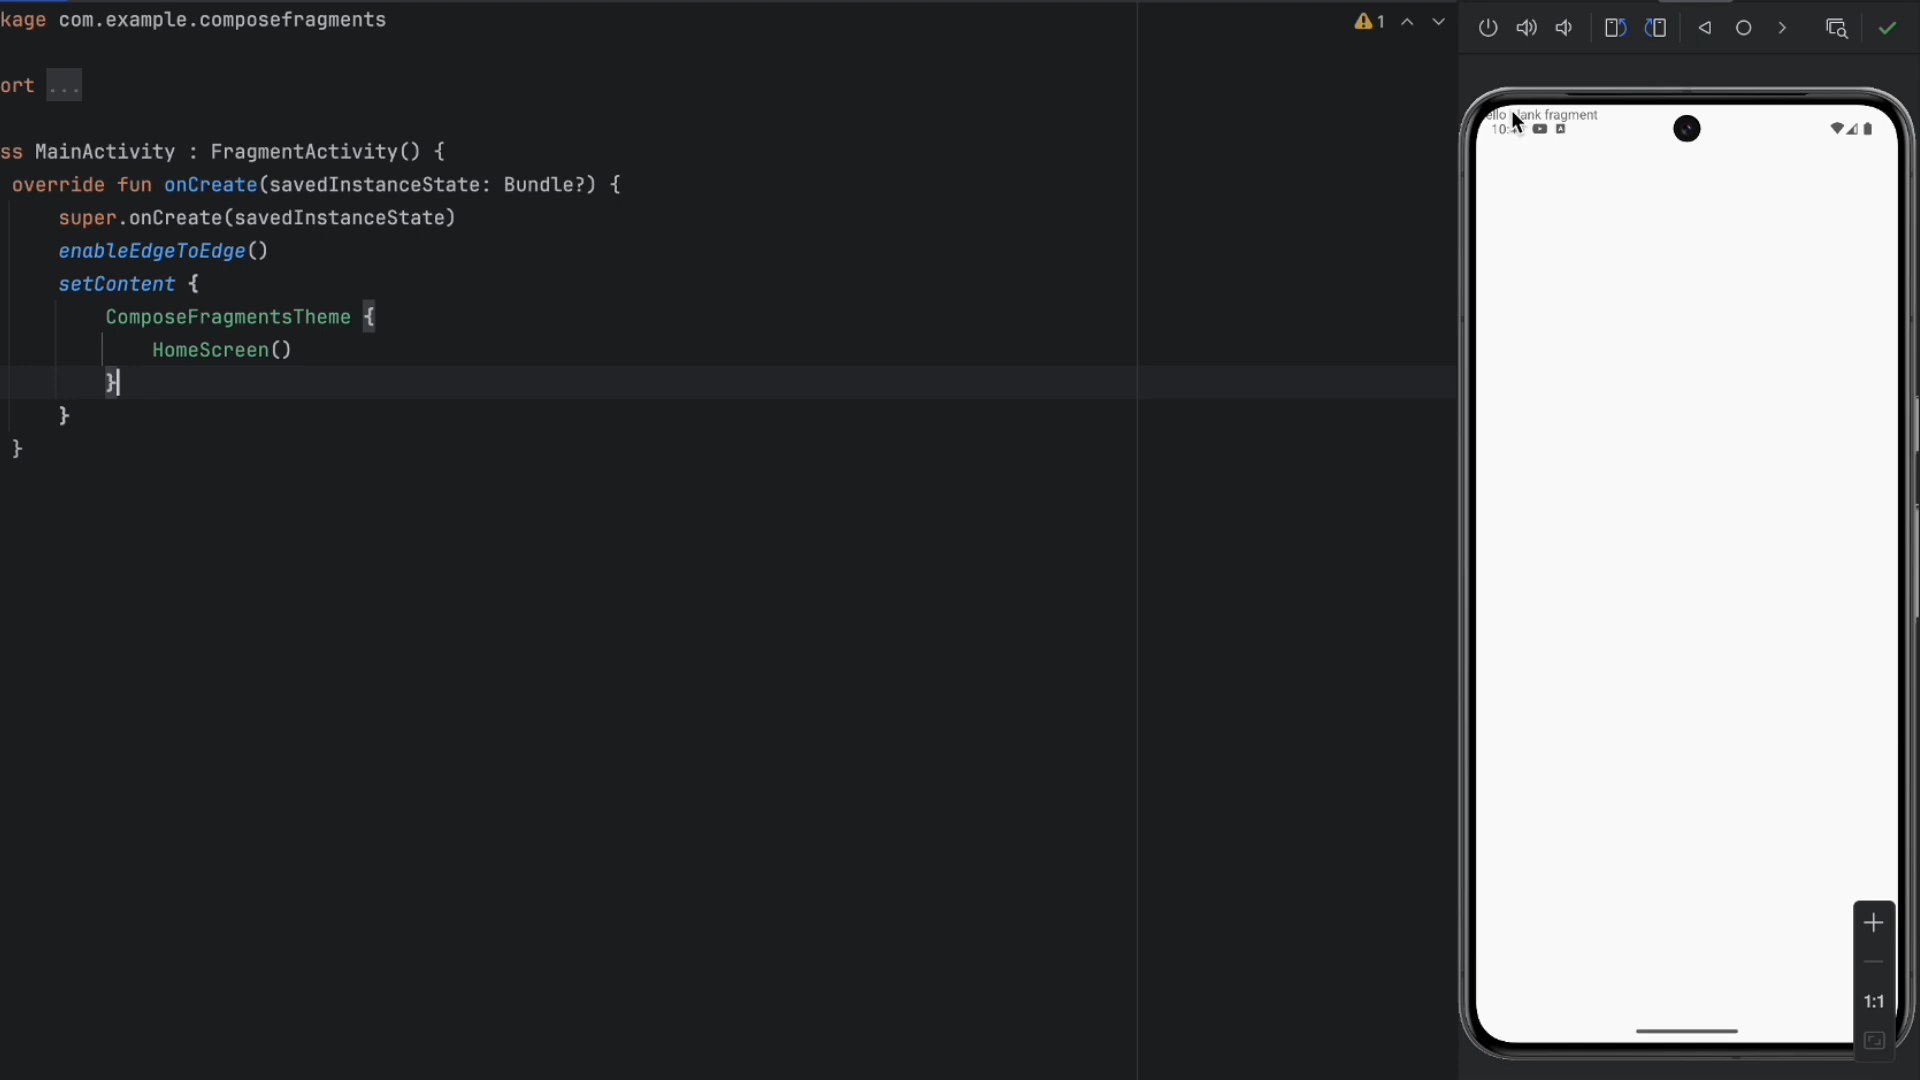 kage com.example.composefragments
1
ort ...
ss MainActivity : FragmentActivity() {
override fun onCreate(savedInstanceState: Bundle?) {
super.onCreate(savedInstanceState)
enableEdgeToEdge()
setContent {
ComposeFragmentsTheme {
HomeScreen()
}
}
}
fragment
1:1